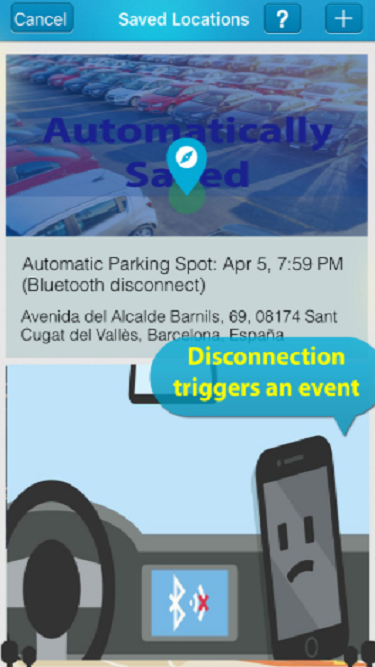 Cancel
Saved Locations
?
+
Automatically
Saved
Automatic Parking Spot: Apr 5, 7:59 PM
(Bluetooth disconnect)
Avenida del Alcalde Barnils, 69, 08174 Sant
Cugat del Vallès, Barcelona, España
Disconnection
triggers an event